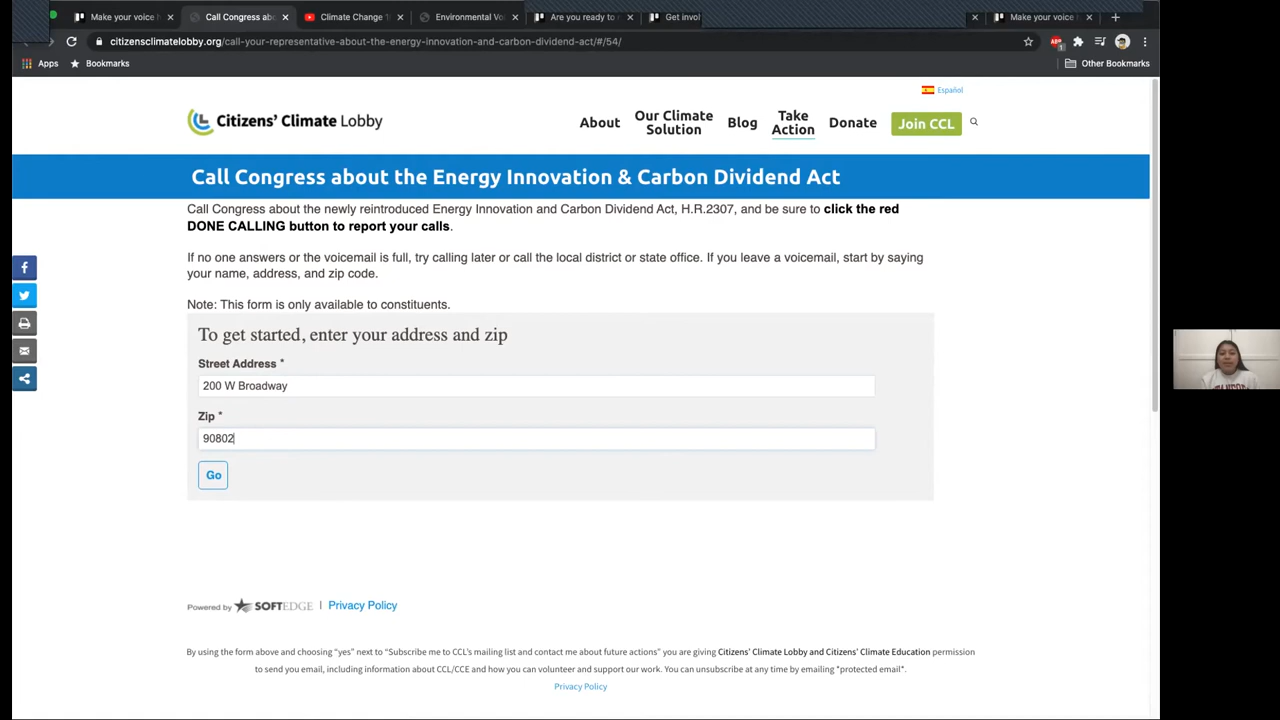 Make your voice h
Call Congress abo
Climate Change 1
Environmental Vo
Are you ready to
Get invol
Make your voice
citizensclimatelobby.org/call-your-representative-about-the-energy-innovation-and-carbon-dividend-act/#/54/
Apps
Bookmarks
Other Bookmarks
Español
Citizens' Climate Lobby
About
Our Climate
Solution
Blog
Take
Action
Donate
Join CCL
Call Congress about the Energy Innovation & Carbon Dividend Act
Call Congress about the newly reintroduced Energy Innovation and Carbon Dividend Act, H.R.2307, and be sure to click the red
DONE CALLING button to report your calls.
If no one answers or the voicemail is full, try calling later or call the local district or state office. If you leave a voicemail, start by saying
your name, address, and zip code.
Note: This form is only available to constituents.
To get started, enter your address and zip
Street Address *
200 W Broadway
Zip *
90802
Go
Powered by SOFTEDGE | Privacy Policy
By using the form above and choosing “yes” next to “Subscribe me to CCL's mailing list and contact me about future actions” you are giving Citizens' Climate Lobby and Citizens' Climate Education permission
to send you email, including information about CCL/CCE and how you can volunteer and support our work. You can unsubscribe at any time by emailing *protected email*.
Privacy Policy